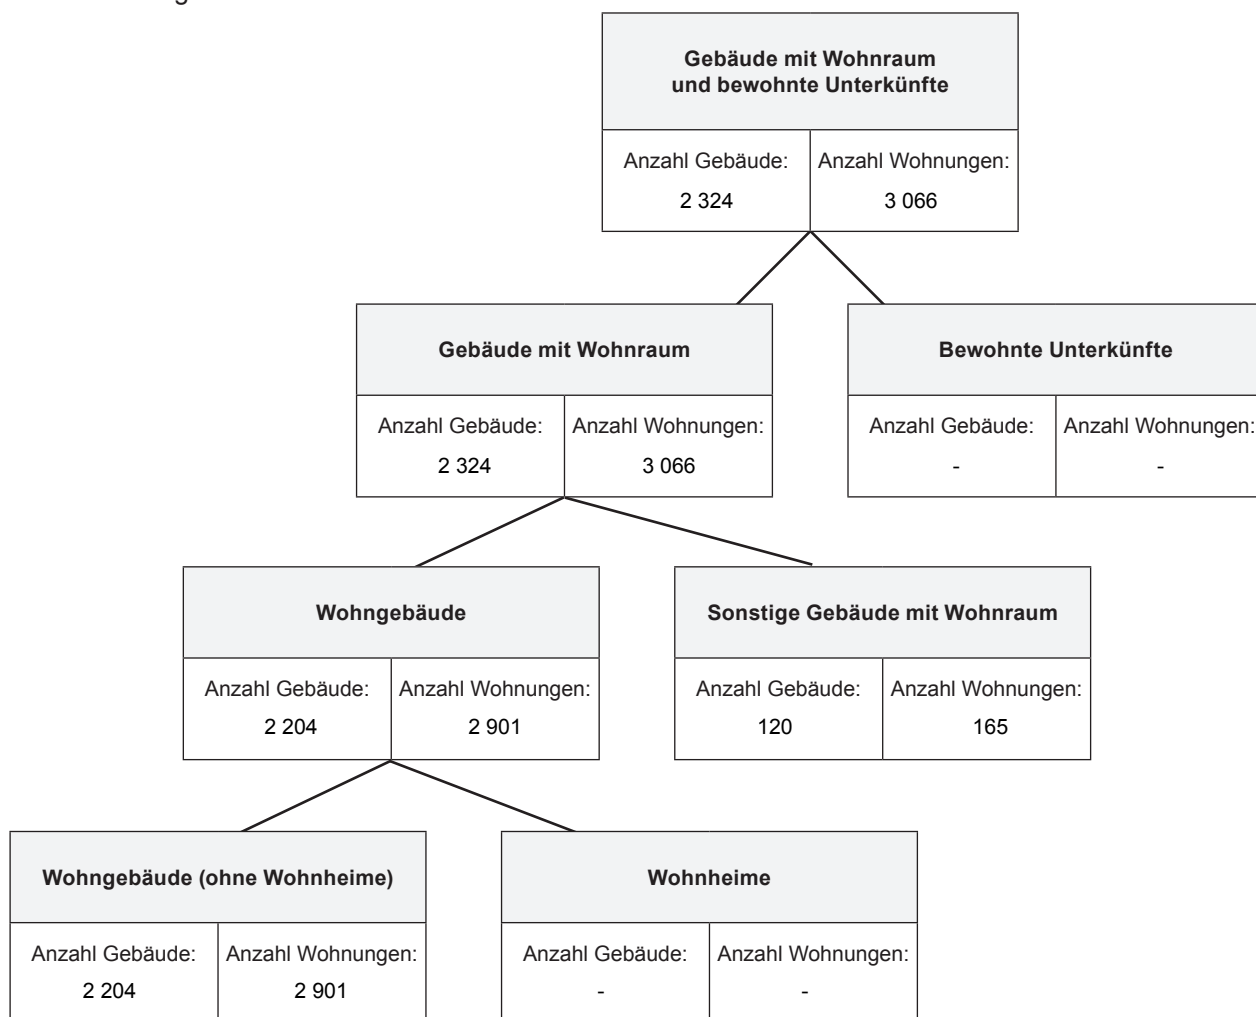 Gebäude mit Wohnraum
und bewohnte Unterkünfte
Anzahl Gebäude: Anzahl Wohnungen:
2 324 3 066
Gebäude mit Wohnraum Bewohnte Unterkünfte
Anzahl Gebäude: Anzahl Wohnungen: Anzahl Gebäude: Anzahl Wohnungen:
2 324 3 066 - -
Wohngebäude Sonstige Gebäude mit Wohnraum
Anzahl Gebäude: Anzahl Wohnungen: Anzahl Gebäude: Anzahl Wohnungen:
2 204 2 901 120 165
Wohngebäude (ohne Wohnheime) Wohnheime
Anzahl Gebäude: Anzahl Wohnungen: Anzahl Gebäude: Anzahl Wohnungen:
2 204 2 901 - -